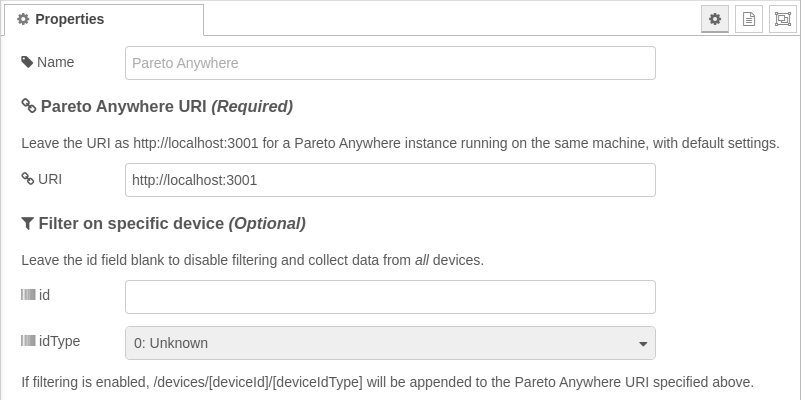 Properties
Name
Pareto Anywhere
Pareto Anywhere URI (Required)
Leave the URI as http://localhost:3001 for a Pareto Anywhere instance running on the same machine, with default settings.
URI
http://localhost:3001
Filter on specific device (Optional)
Leave the id field blank to disable filtering and collect data from all devices.
id
idType
0: Unknown
If filtering is enabled, /devices/[deviceId]/[deviceIdType] will be appended to the Pareto Anywhere URI specified above.